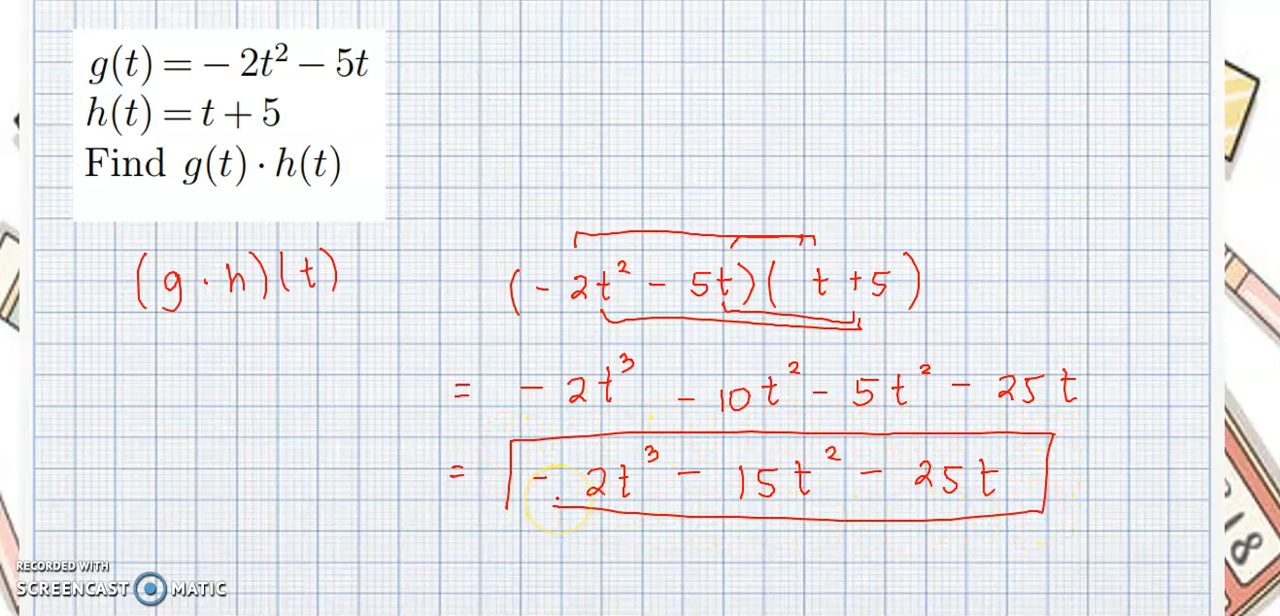 g(t) = − 2t² − 5t
h(t) = t + 5
Find g(t) · h(t)
(g · h)(t)
(- 2t² - 5t)( t + 5 )
= - 2t³ - 10t² - 5t² - 25t
= - 2t³ - 15t² - 25t
RECORDED WITH
SCREENCAST MATIC